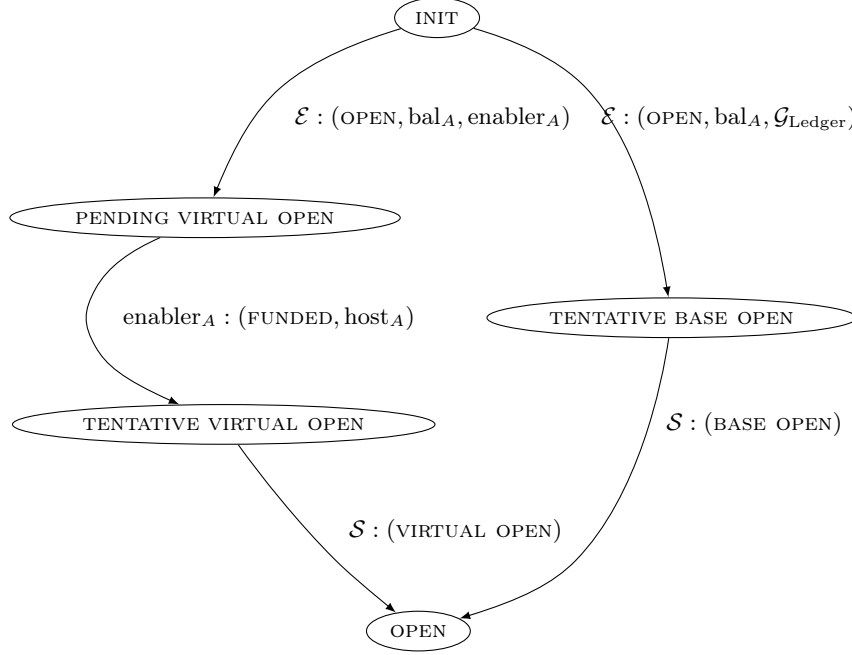 INIT
ℰ : (OPEN, bal_A, enabler_A)
ℰ : (OPEN, bal_A, 𝒢_Ledger)
PENDING VIRTUAL OPEN
enabler_A : (FUNDED, host_A)
TENTATIVE BASE OPEN
TENTATIVE VIRTUAL OPEN
𝒮 : (BASE OPEN)
𝒮 : (VIRTUAL OPEN)
OPEN